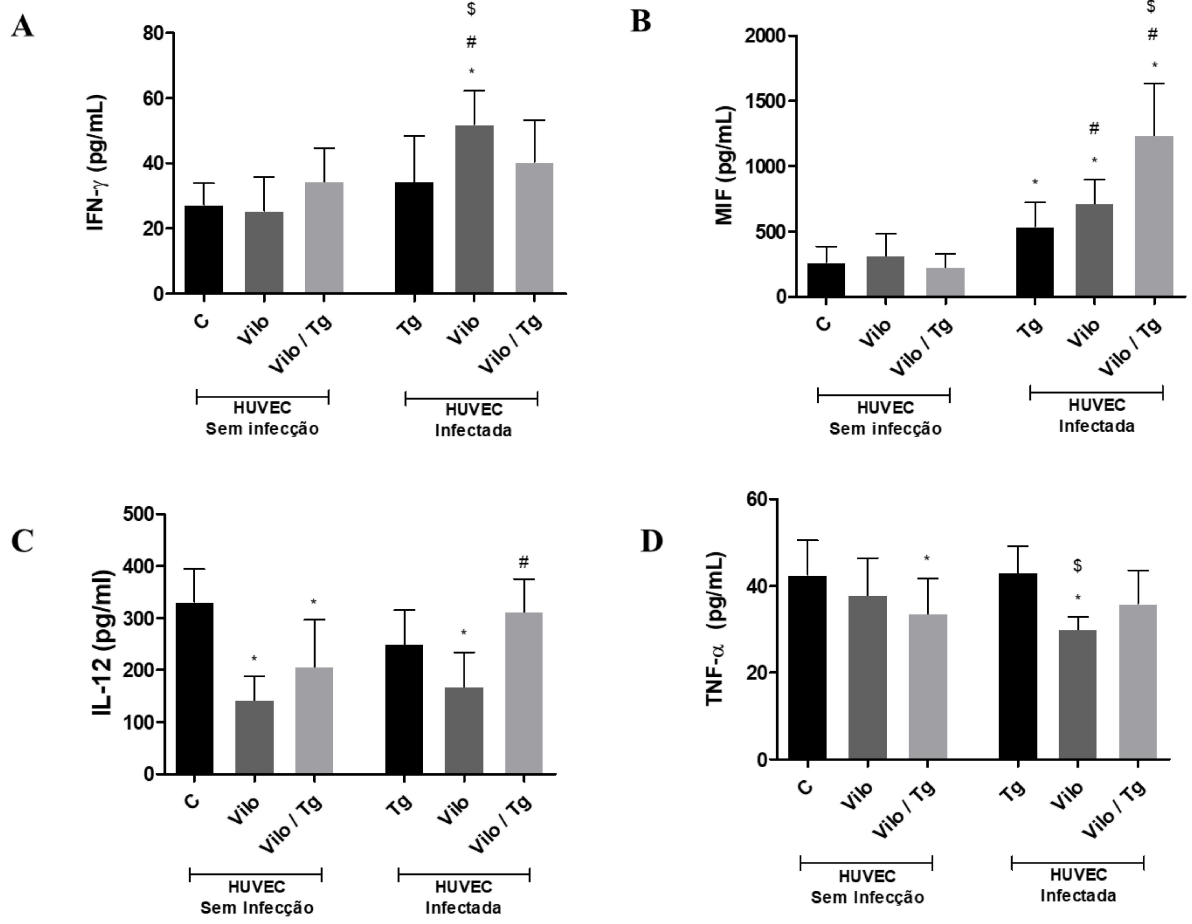 A
IFN-γ (pg/mL)
80
60
40
20
0
$
#
*
C
Vilo
Vilo / Tg
Tg
Vilo
Vilo / Tg
HUVEC
Sem infecção
HUVEC
Infectada
B
MIF (pg/mL)
2000
1500
1000
500
0
*
#
*
$
#
*
C
Vilo
Vilo / Tg
Tg
Vilo
Vilo / Tg
HUVEC
Sem infecção
HUVEC
Infectada
C
IL-12 (pg/ml)
500
400
300
200
100
0
*
*
*
#
C
Vilo
Vilo / Tg
Tg
Vilo
Vilo / Tg
HUVEC
Sem Infecção
HUVEC
Infectada
D
TNF-α (pg/mL)
60
40
20
0
*
$
*
C
Vilo
Vilo / Tg
Tg
Vilo
Vilo / Tg
HUVEC
Sem Infecção
HUVEC
Infectada